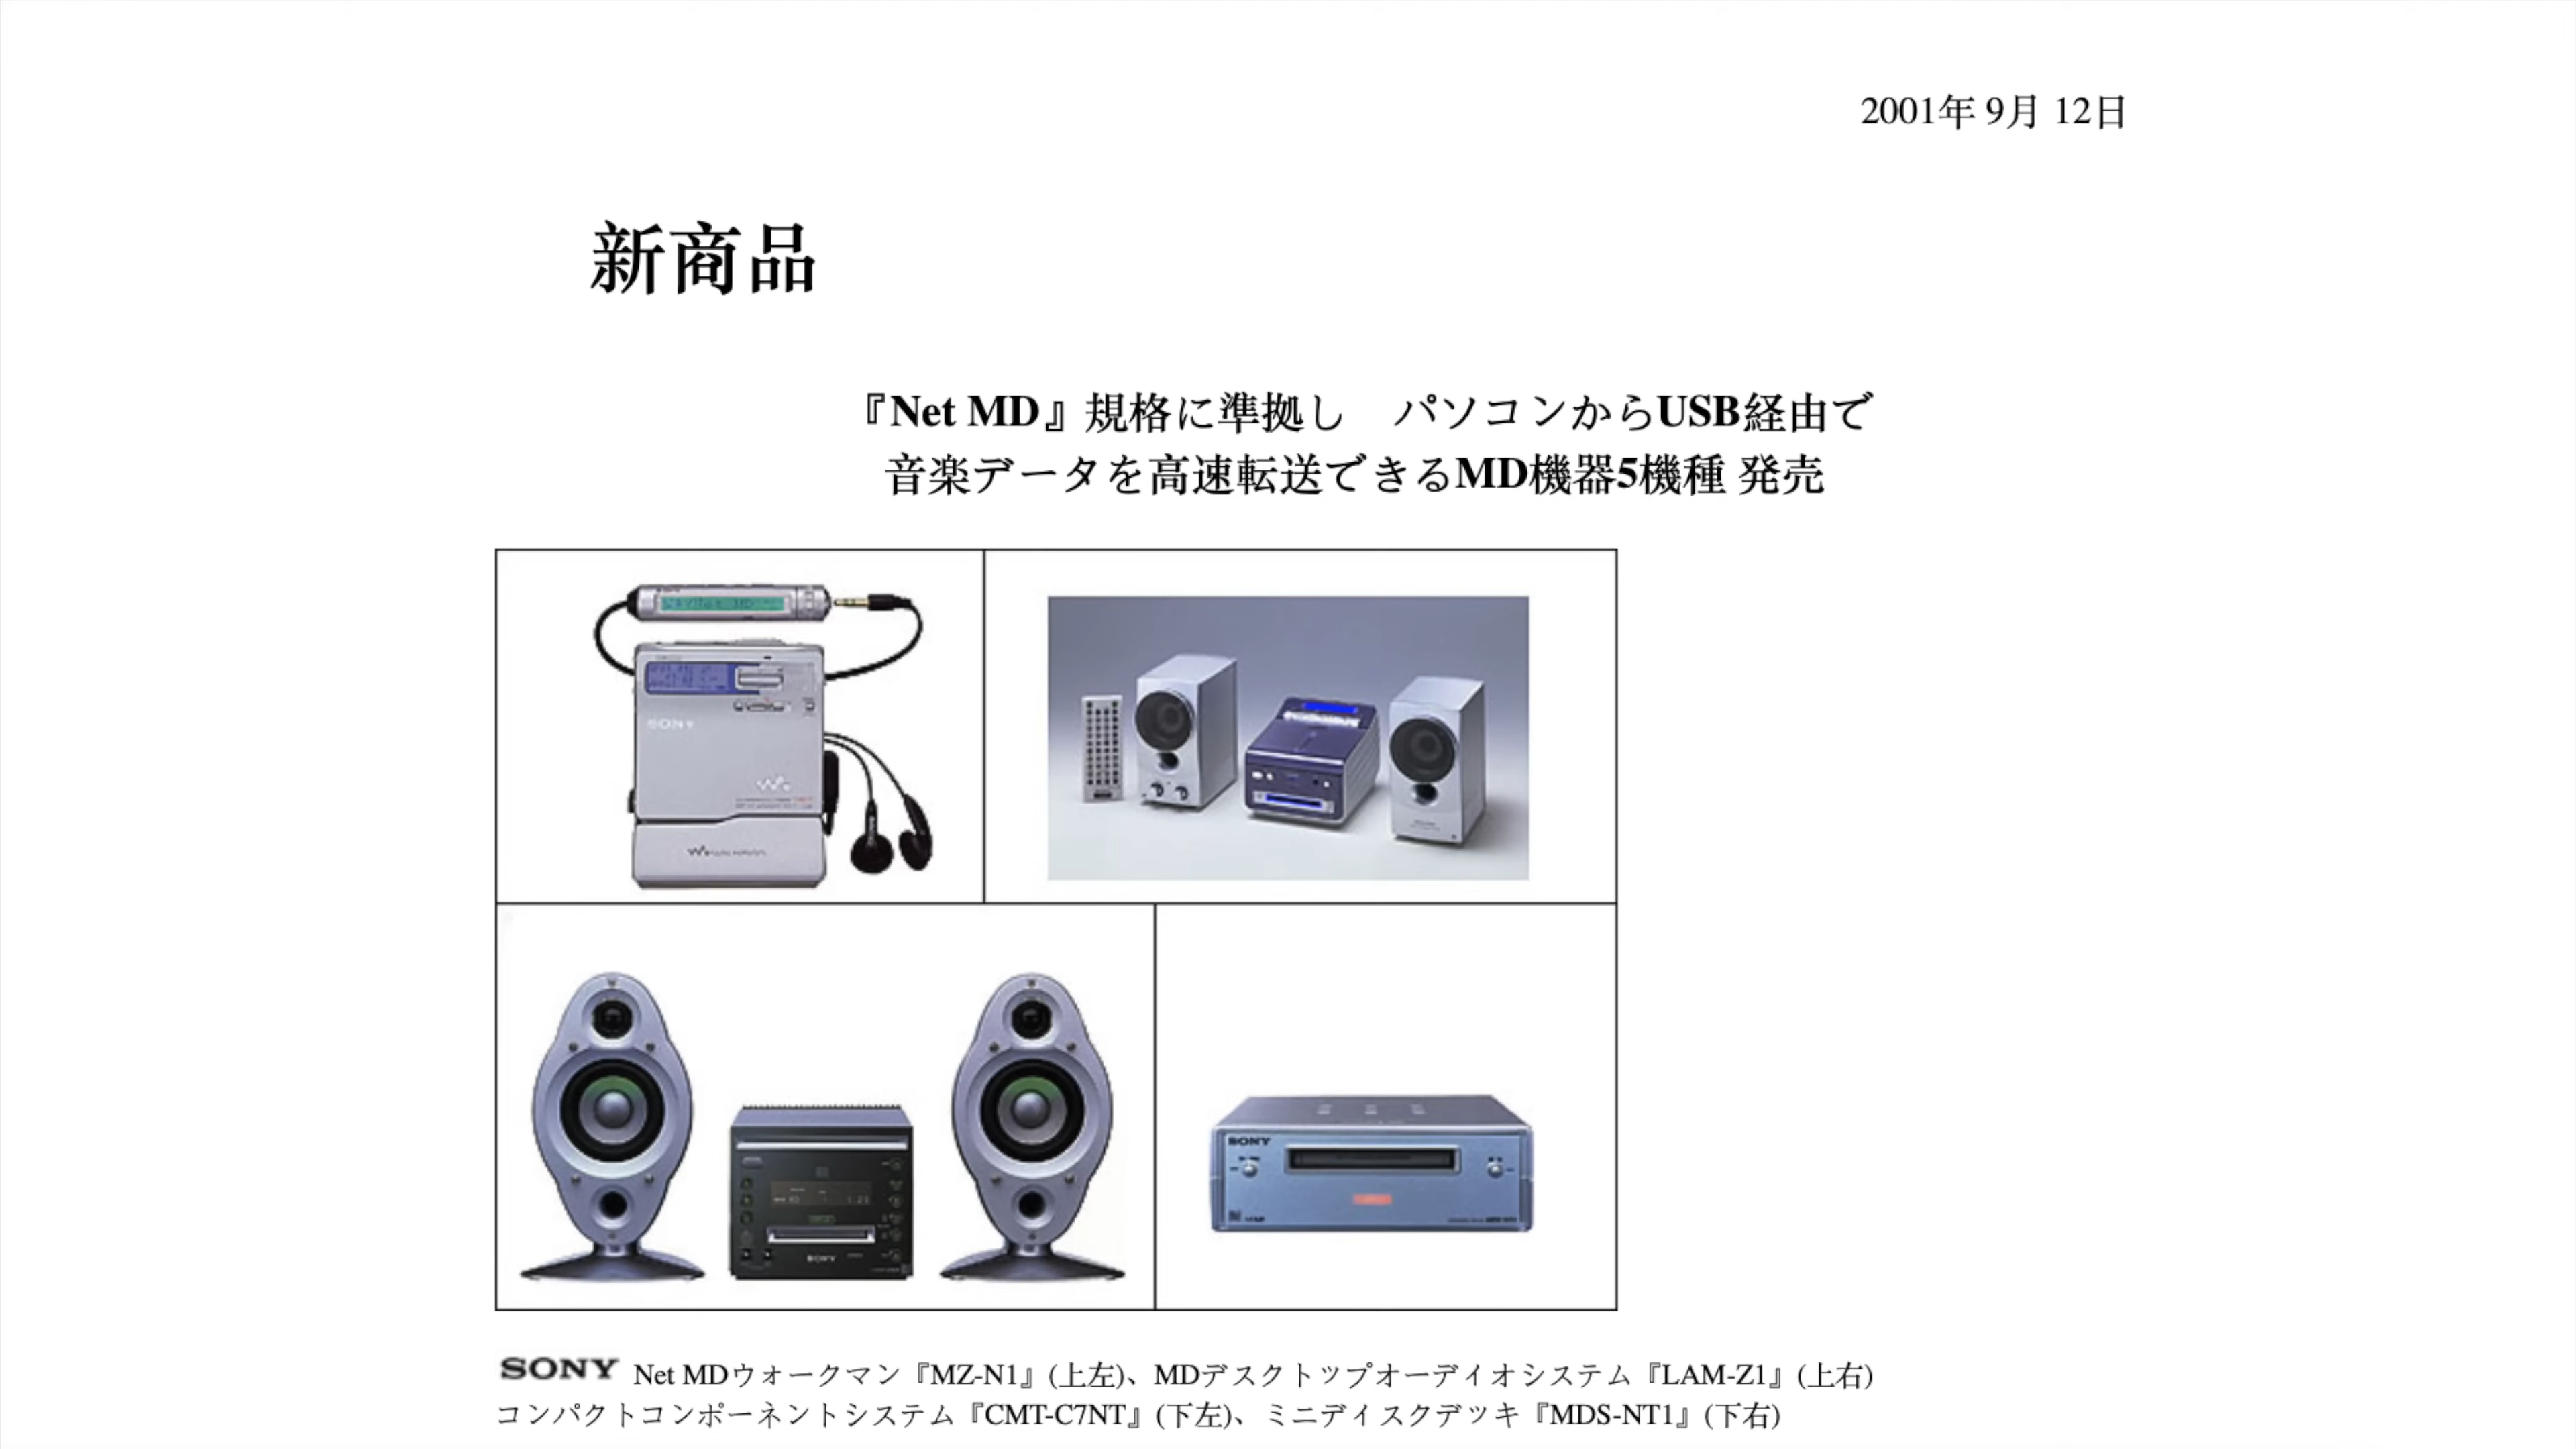 2001年 9月 12日
新商品
『Net MD』規格に準拠し　パソコンからUSB経由で
音楽データを高速転送できるMD機器5機種 発売
SONY
SONY
SONY
SONY Net MDウォークマン『MZ-N1』(上左)、MDデスクトップオーディオシステム『LAM-Z1』(上右)
コンパクトコンポーネントシステム『CMT-C7NT』(下左)、ミニディスクデッキ『MDS-NT1』(下右)